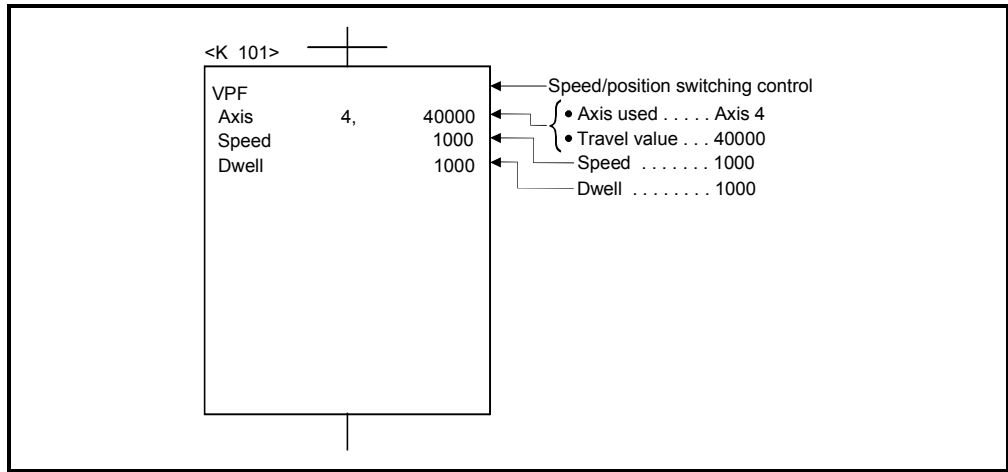 <K 101>
VPF
Axis 4, 40000
Speed 1000
Dwell 1000
Speed/position switching control
• Axis used . . . . . Axis 4
• Travel value . . . 40000
Speed . . . . . . . 1000
Dwell . . . . . . . . 1000